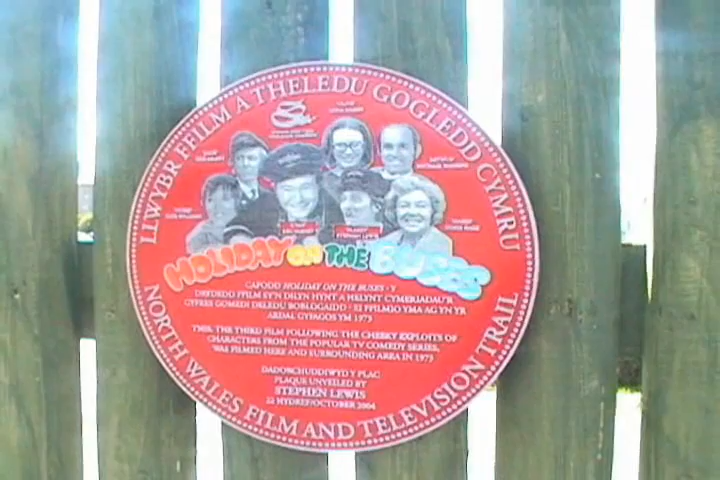 LLWYBR FFILM A THELEDU GOGLEDD CYMRU
HOLIDAY ON THE BUSES
CAFODD HOLIDAY ON THE BUSES - Y
DRYDEDD FFILM SY'N DILYN HYNT A HELYNT CYMERIADAU'R
GYFRES GOMEDI DELEDU BOBLOGAIDD - EI FFILMIO YMA AC YN YR
ARDAL GYFAGOS YM 1973
THIS, THE THIRD FILM FOLLOWING THE CHEEKY EXPLOITS OF
CHARACTERS FROM THE POPULAR TV COMEDY SERIES,
WAS FILMED HERE AND SURROUNDING AREA IN 1973
DADORCHUDDIWYD Y PLAC
PLAQUE UNVEILED BY
STEPHEN LEWIS
22 HYDREF/OCTOBER 2004
NORTH WALES FILM AND TELEVISION TRAIL